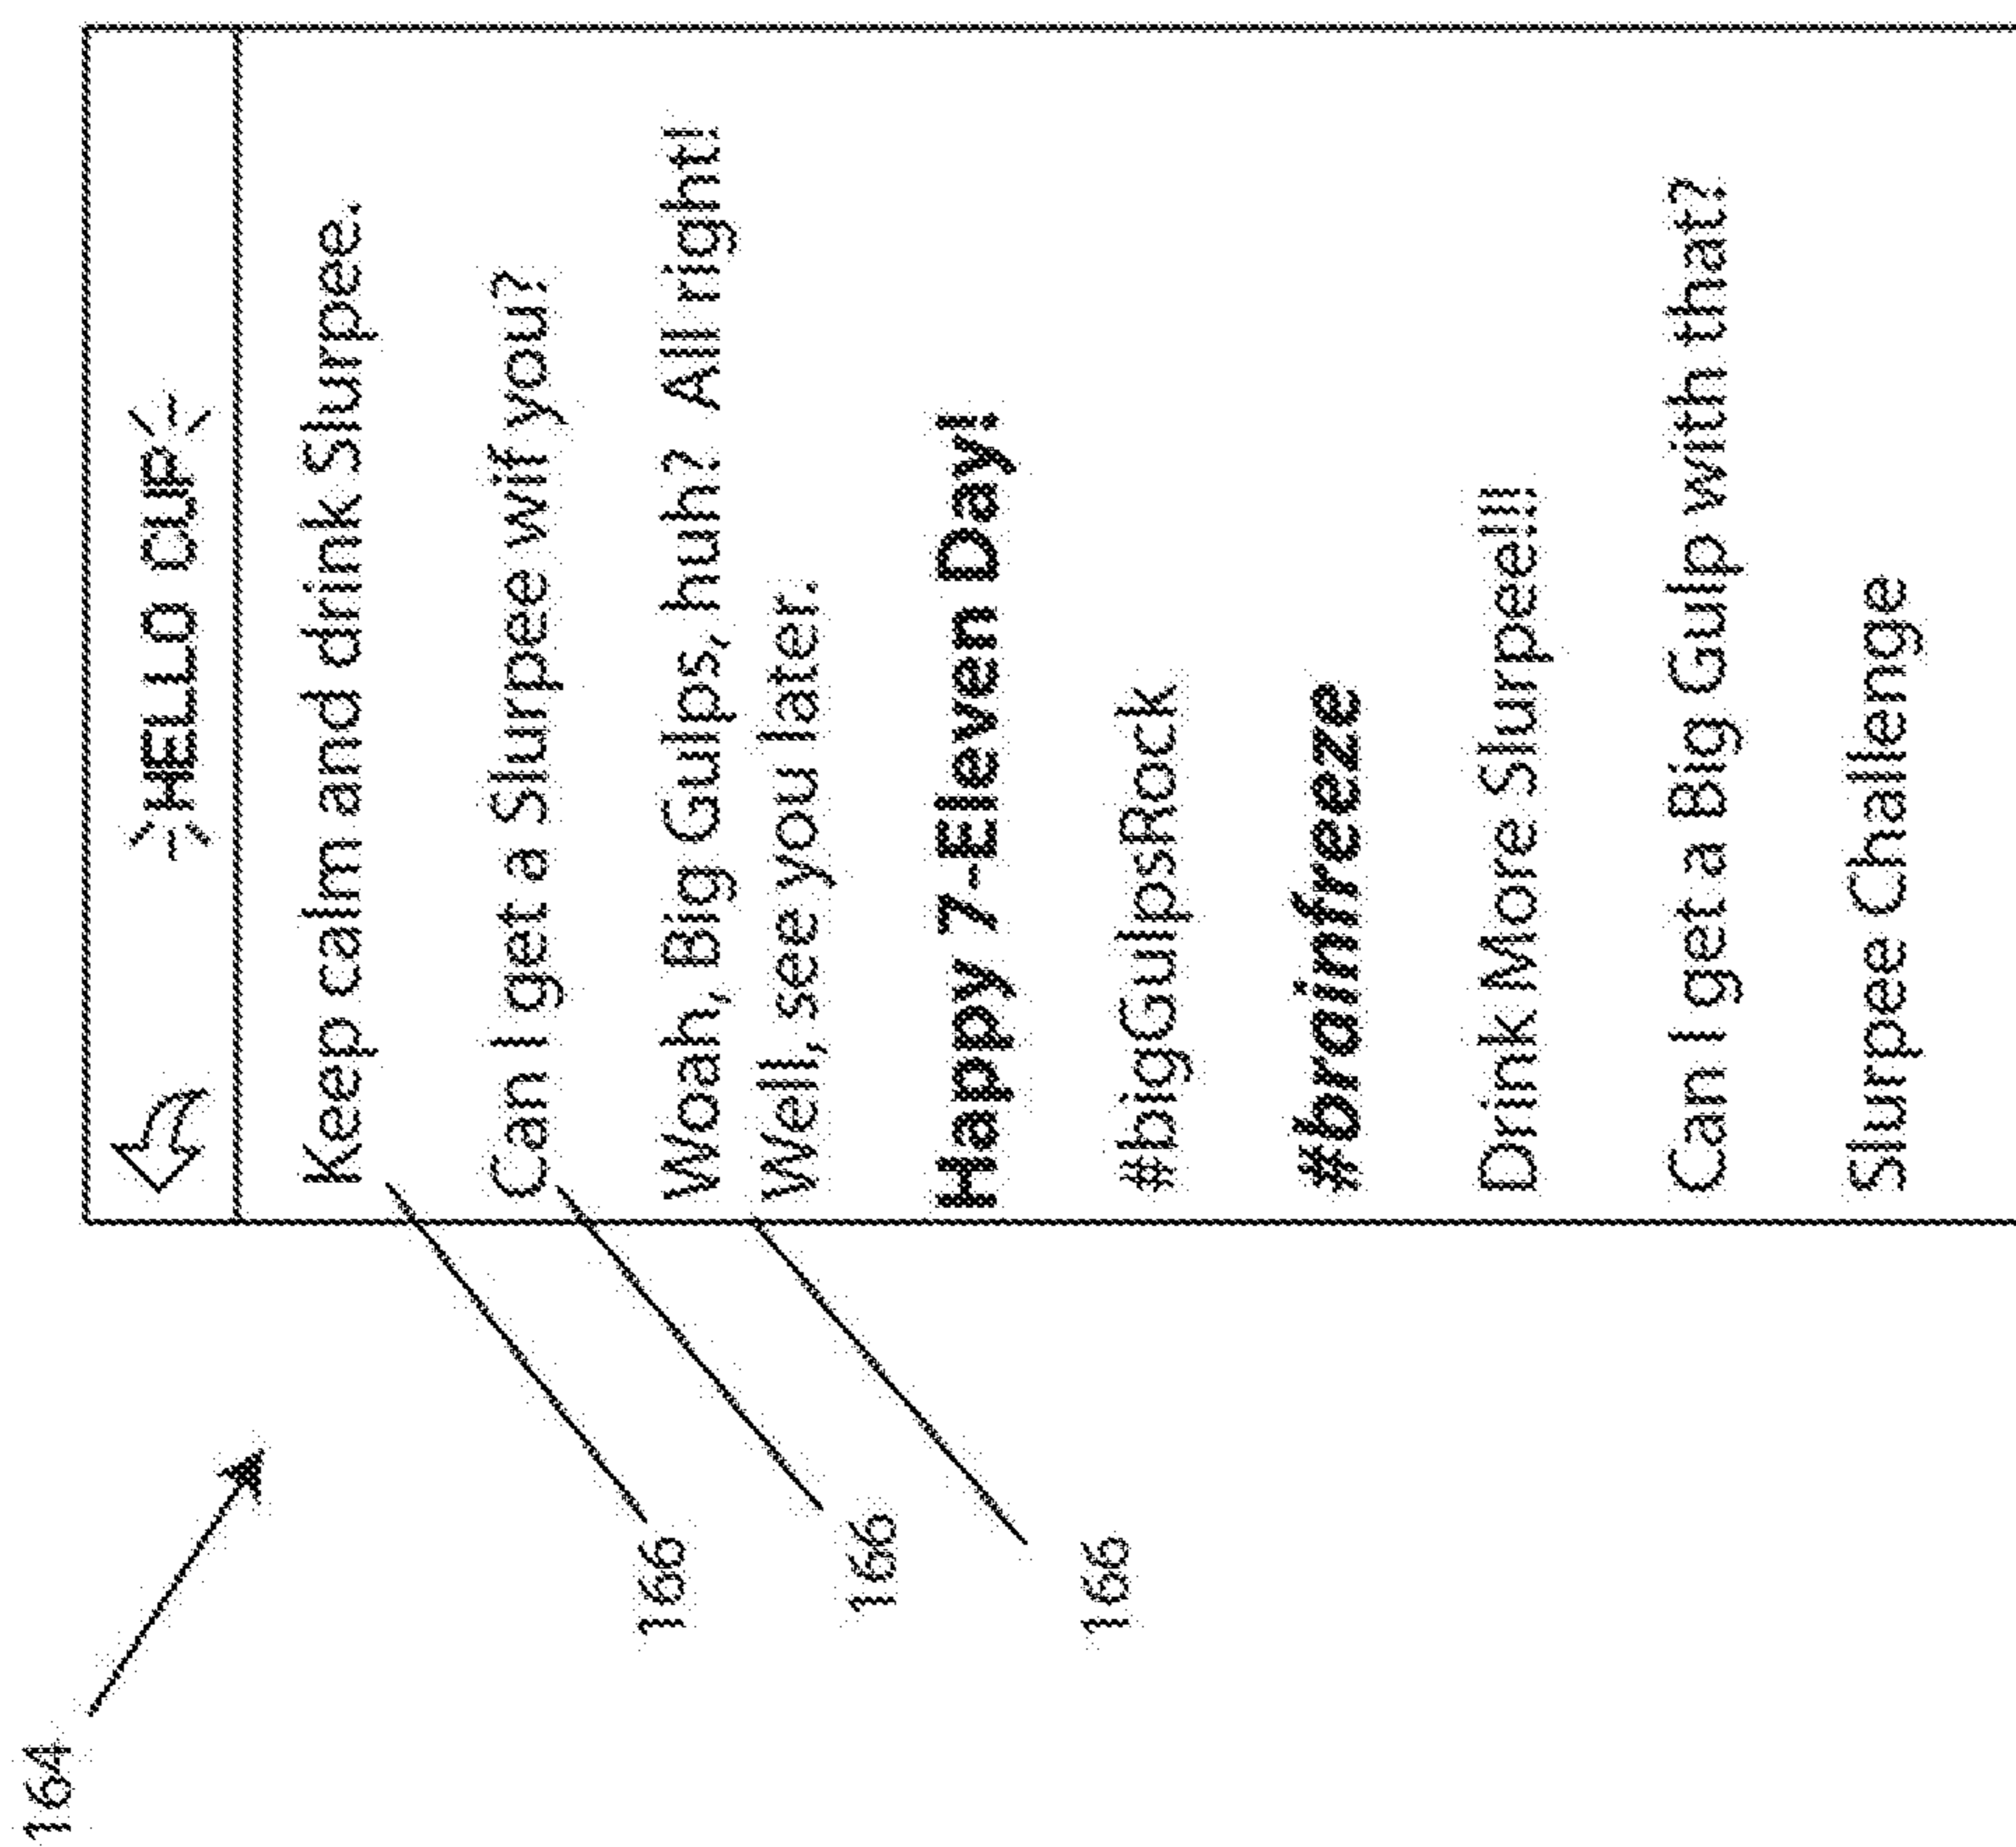 164
HELLO CUP
Keep calm and drink Slurpee.
166
Can I get a Slurpee wif you?
166
Woah, Big Gulps, huh? All right!
Well, see you later.
166
Happy 7-Eleven Day!
#bigGulpsRock
#brainfreeze
Drink More Slurpee!!!
Can I get a Big Gulp with that?
Slurpee Challenge